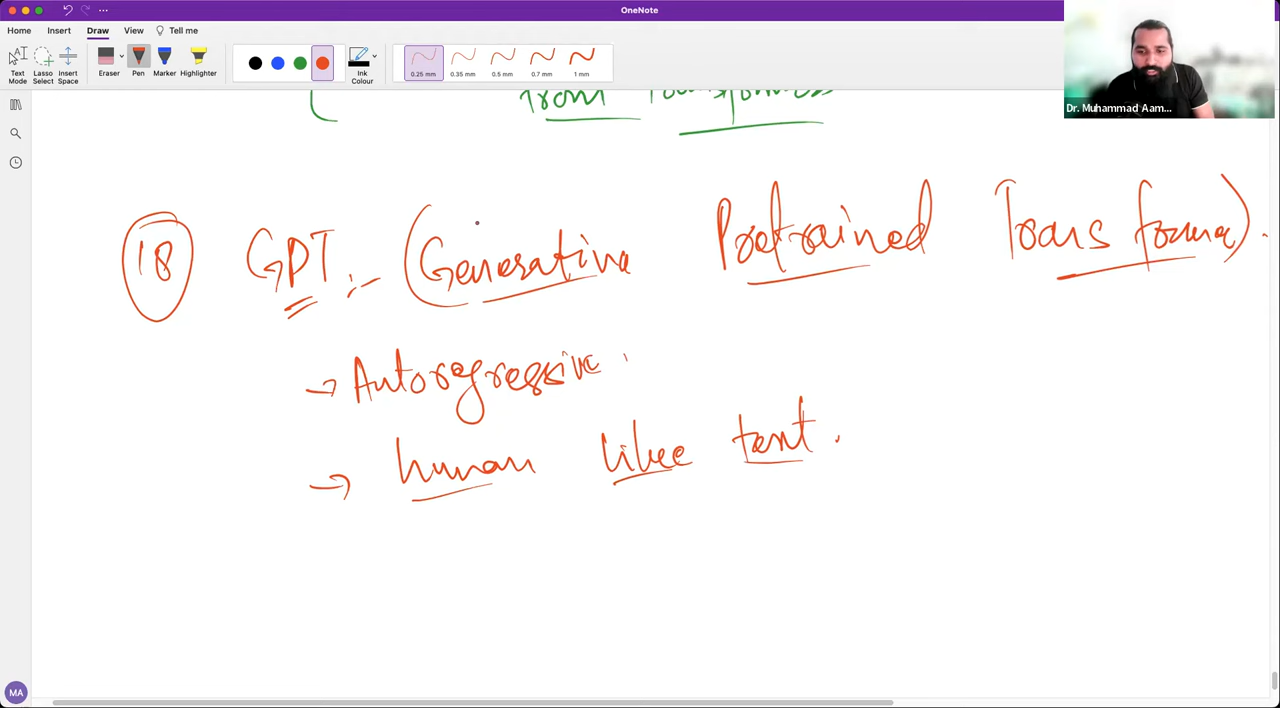 OneNote
Home Insert Draw View Tell me
Text Mode Lasso Select Insert Space Eraser Pen Marker Highlighter Ink Colour 0.25 mm 0.35 mm 0.5 mm 0.7 mm 1 mm
Dr. Muhammad Aam...
from Transformers
18 GPT :- (Generative Pretrained Transformer).
→ Autoregressive.
→ human like text.
MA